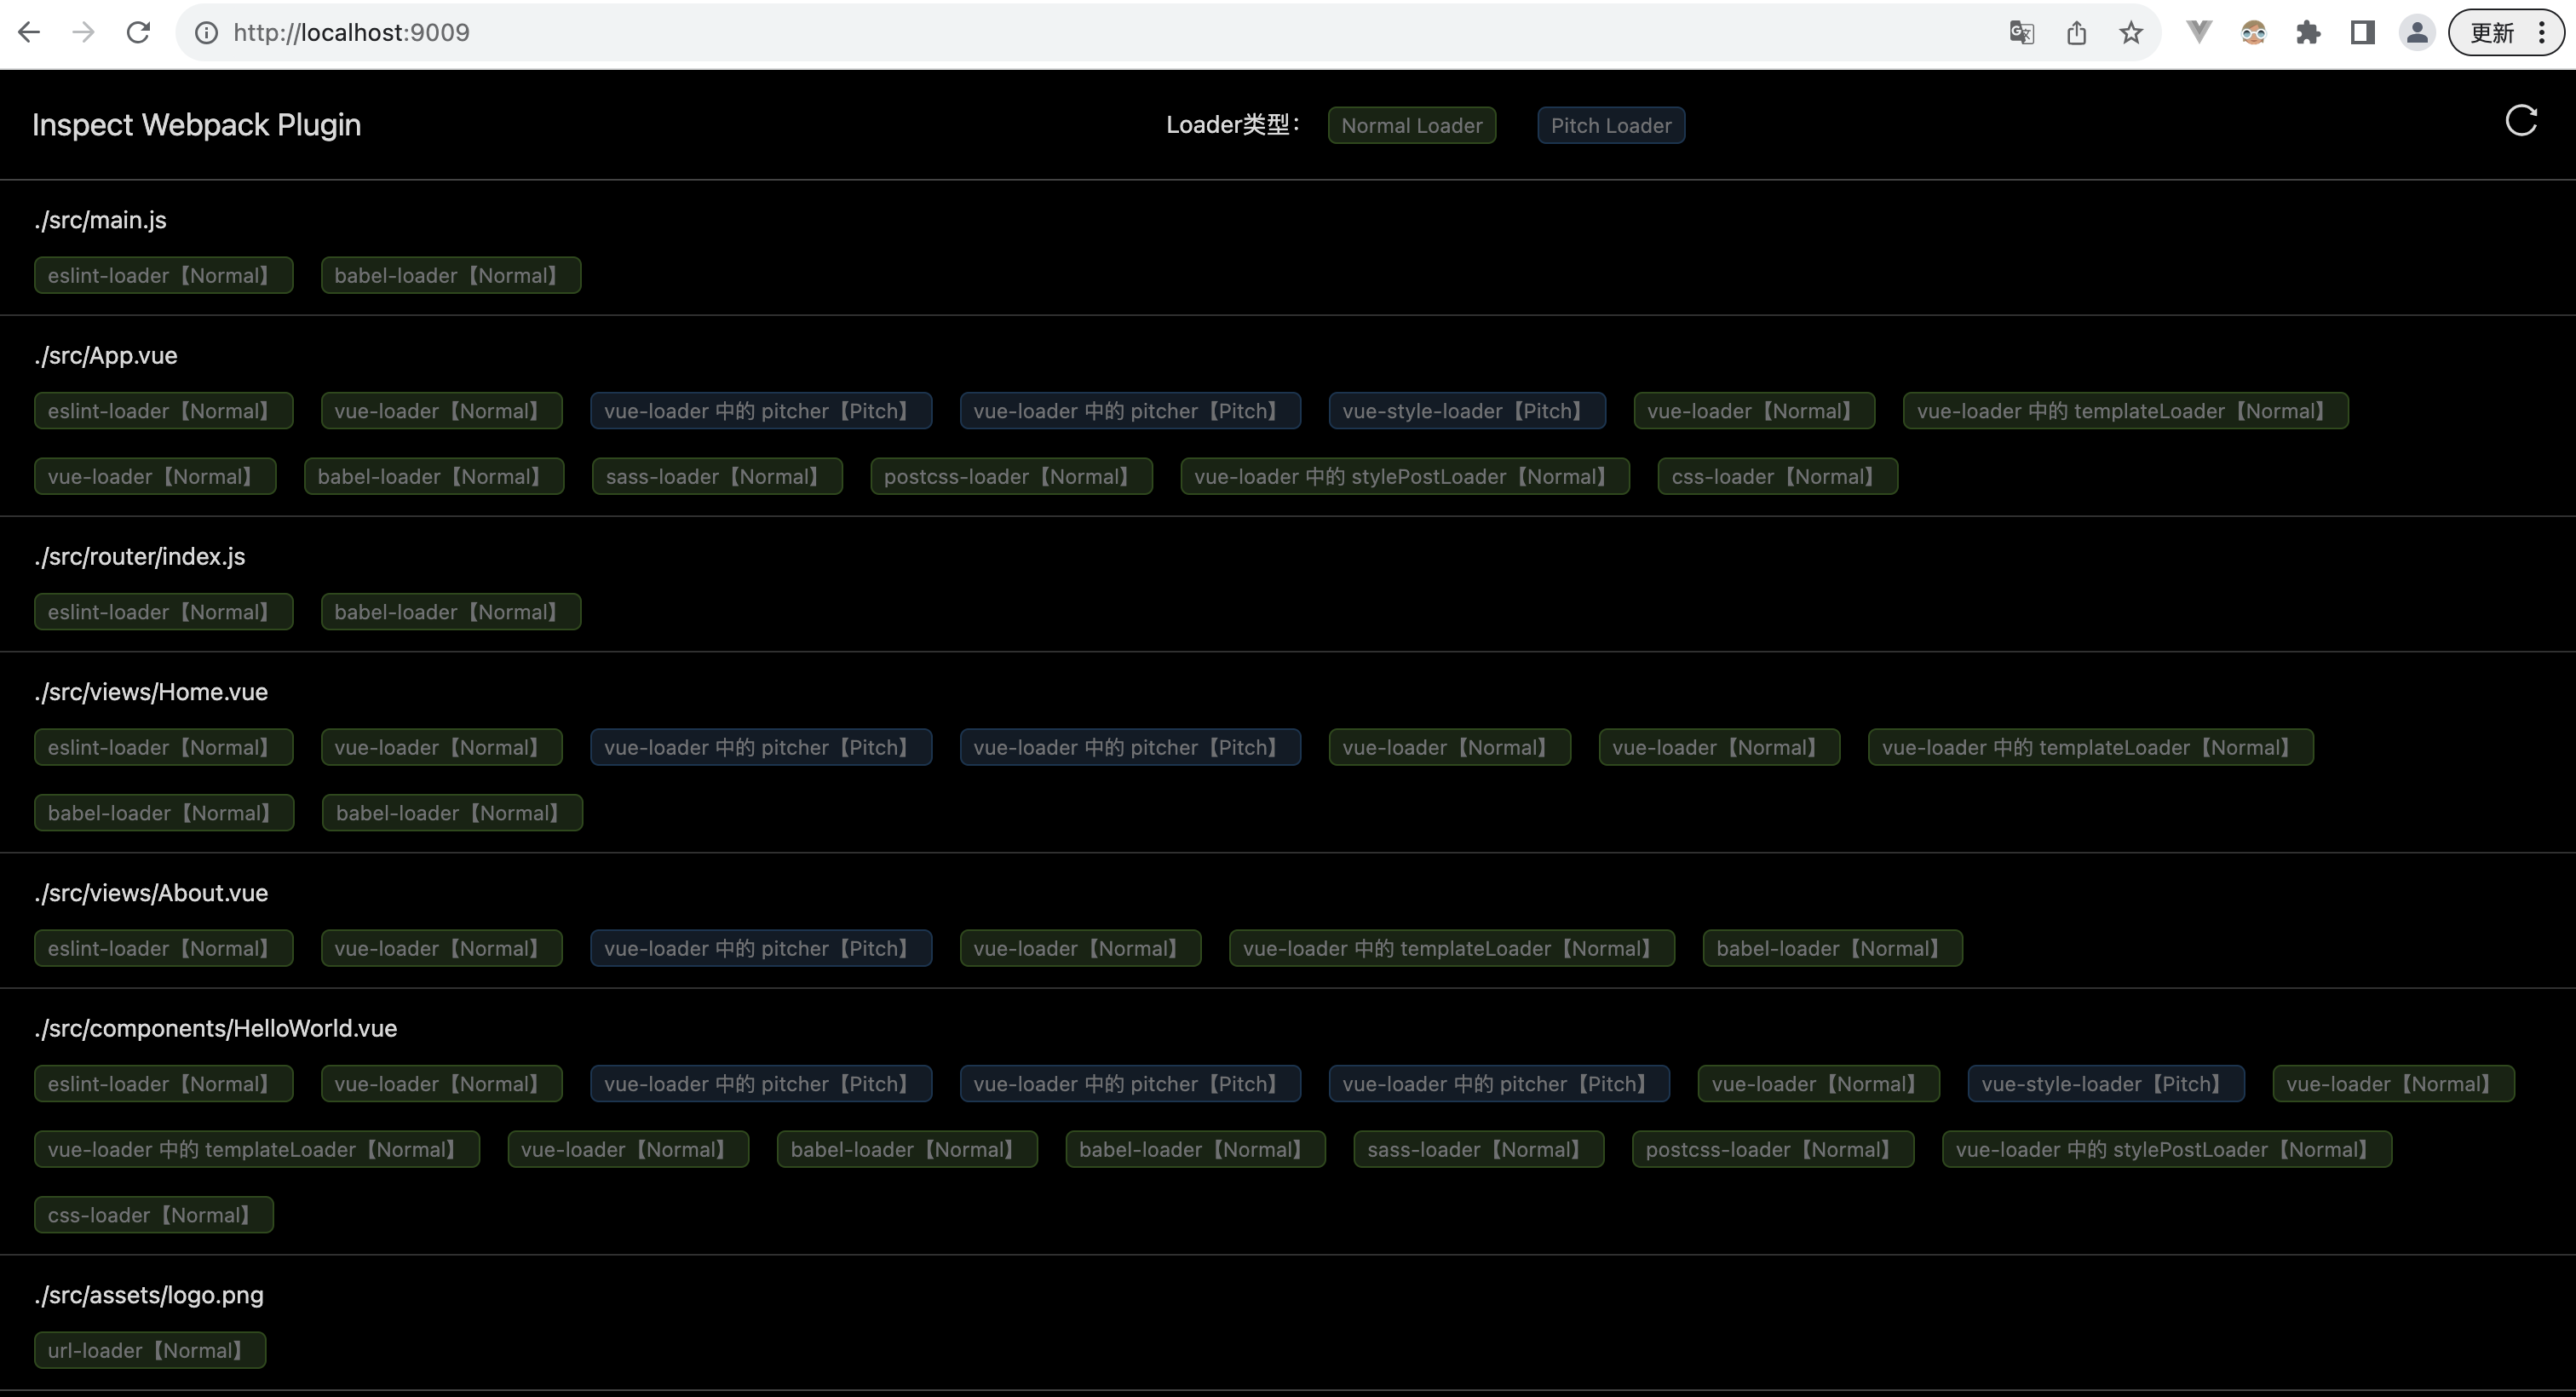 http://localhost:9009 更新
Inspect Webpack Plugin Loader类型： Normal Loader Pitch Loader
./src/main.js
eslint-loader【Normal】 babel-loader【Normal】
./src/App.vue
eslint-loader【Normal】 vue-loader【Normal】 vue-loader 中的 pitcher【Pitch】 vue-loader 中的 pitcher【Pitch】 vue-style-loader【Pitch】 vue-loader【Normal】 vue-loader 中的 templateLoader【Normal】
vue-loader【Normal】 babel-loader【Normal】 sass-loader【Normal】 postcss-loader【Normal】 vue-loader 中的 stylePostLoader【Normal】 css-loader【Normal】
./src/router/index.js
eslint-loader【Normal】 babel-loader【Normal】
./src/views/Home.vue
eslint-loader【Normal】 vue-loader【Normal】 vue-loader 中的 pitcher【Pitch】 vue-loader 中的 pitcher【Pitch】 vue-loader【Normal】 vue-loader【Normal】 vue-loader 中的 templateLoader【Normal】
babel-loader【Normal】 babel-loader【Normal】
./src/views/About.vue
eslint-loader【Normal】 vue-loader【Normal】 vue-loader 中的 pitcher【Pitch】 vue-loader【Normal】 vue-loader 中的 templateLoader【Normal】 babel-loader【Normal】
./src/components/HelloWorld.vue
eslint-loader【Normal】 vue-loader【Normal】 vue-loader 中的 pitcher【Pitch】 vue-loader 中的 pitcher【Pitch】 vue-loader 中的 pitcher【Pitch】 vue-loader【Normal】 vue-style-loader【Pitch】 vue-loader【Normal】
vue-loader 中的 templateLoader【Normal】 vue-loader【Normal】 babel-loader【Normal】 babel-loader【Normal】 sass-loader【Normal】 postcss-loader【Normal】 vue-loader 中的 stylePostLoader【Normal】
css-loader【Normal】
./src/assets/logo.png
url-loader【Normal】